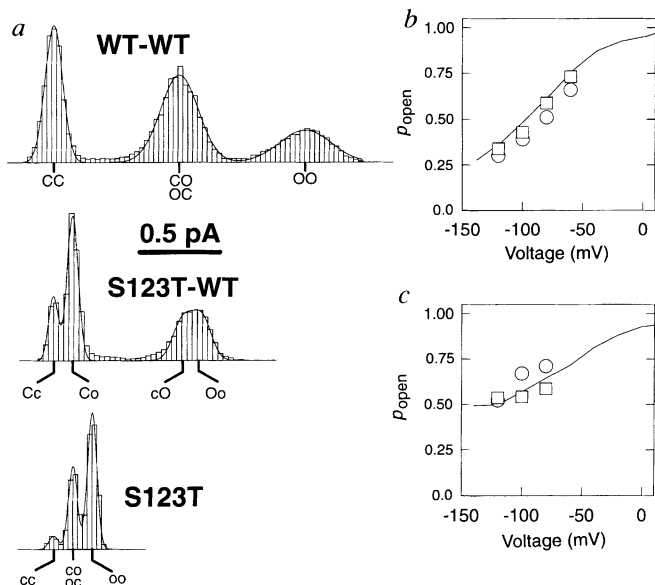 a
WT-WT
CC
CO
OC
OO
0.5 pA
S123T-WT
Cc
Co
cO
Oo
S123T
cc
co
oc
oo
b
1.00
0.75
0.50
0.25
0.0
Popen
-150 -100 -50 0
Voltage (mV)
c
1.00
0.75
0.50
0.25
0.0
Popen
-150 -100 -50 0
Voltage (mV)